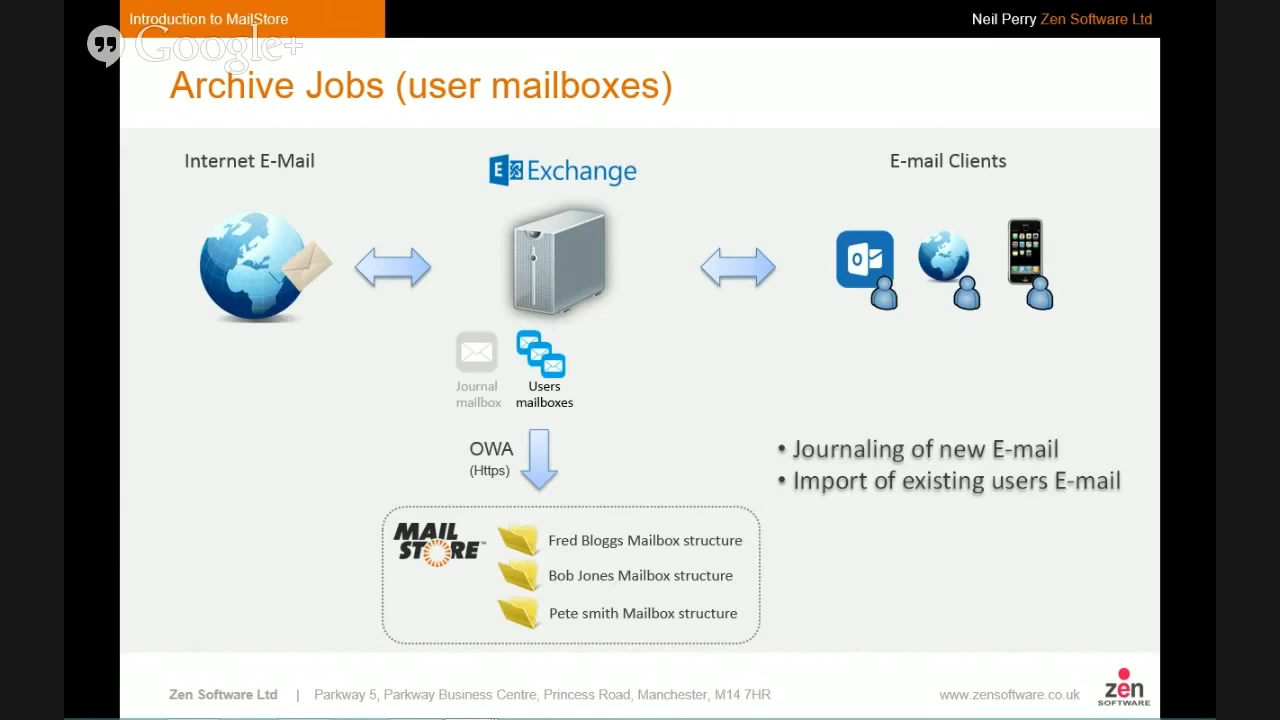 Introduction to MailStore
Neil Perry Zen Software Ltd
Google+
Archive Jobs (user mailboxes)
Internet E-Mail
Exchange
E-mail Clients
Journal
mailbox
Users
mailboxes
OWA
(Https)
• Journaling of new E-mail
• Import of existing users E-mail
MAIL
STORE
Fred Bloggs Mailbox structure
Bob Jones Mailbox structure
Pete smith Mailbox structure
Zen Software Ltd | Parkway 5, Parkway Business Centre, Princess Road, Manchester, M14 7HR
www.zensoftware.co.uk
zen
SOFTWARE